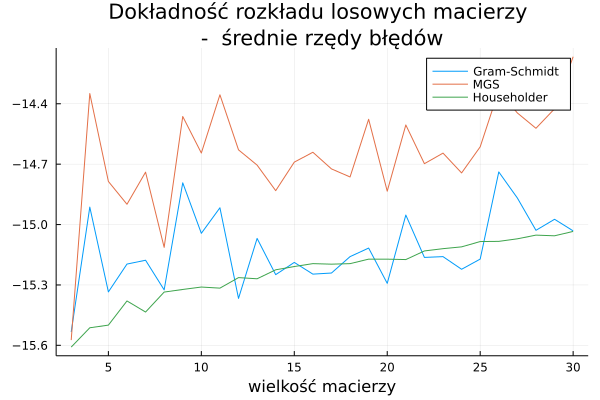 Dokładność rozkładu losowych macierzy
- średnie rzędy błędów
Gram-Schmidt
MGS
Householder
−14.4
−14.7
−15.0
−15.3
−15.6
5
10
15
20
25
30
wielkość macierzy